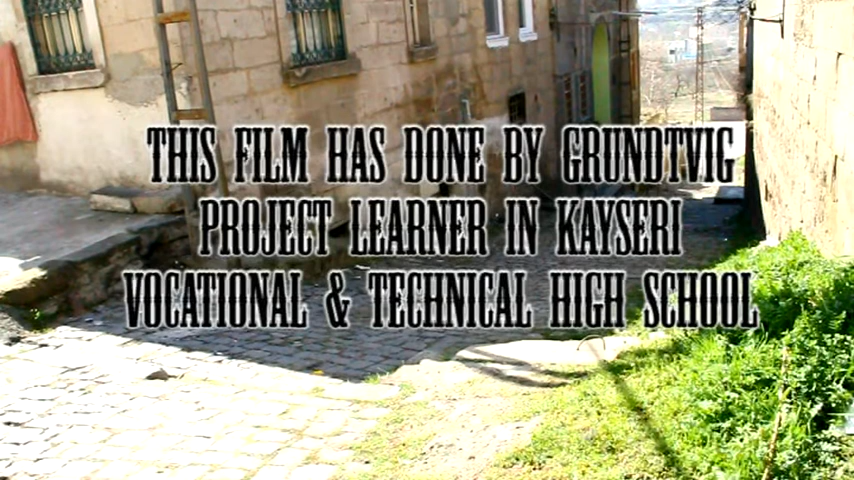 THIS FILM HAS DONE BY GRUNDTVIG
PROJECT LEARNER IN KAYSERI
VOCATIONAL & TECHNICAL HIGH SCHOOL